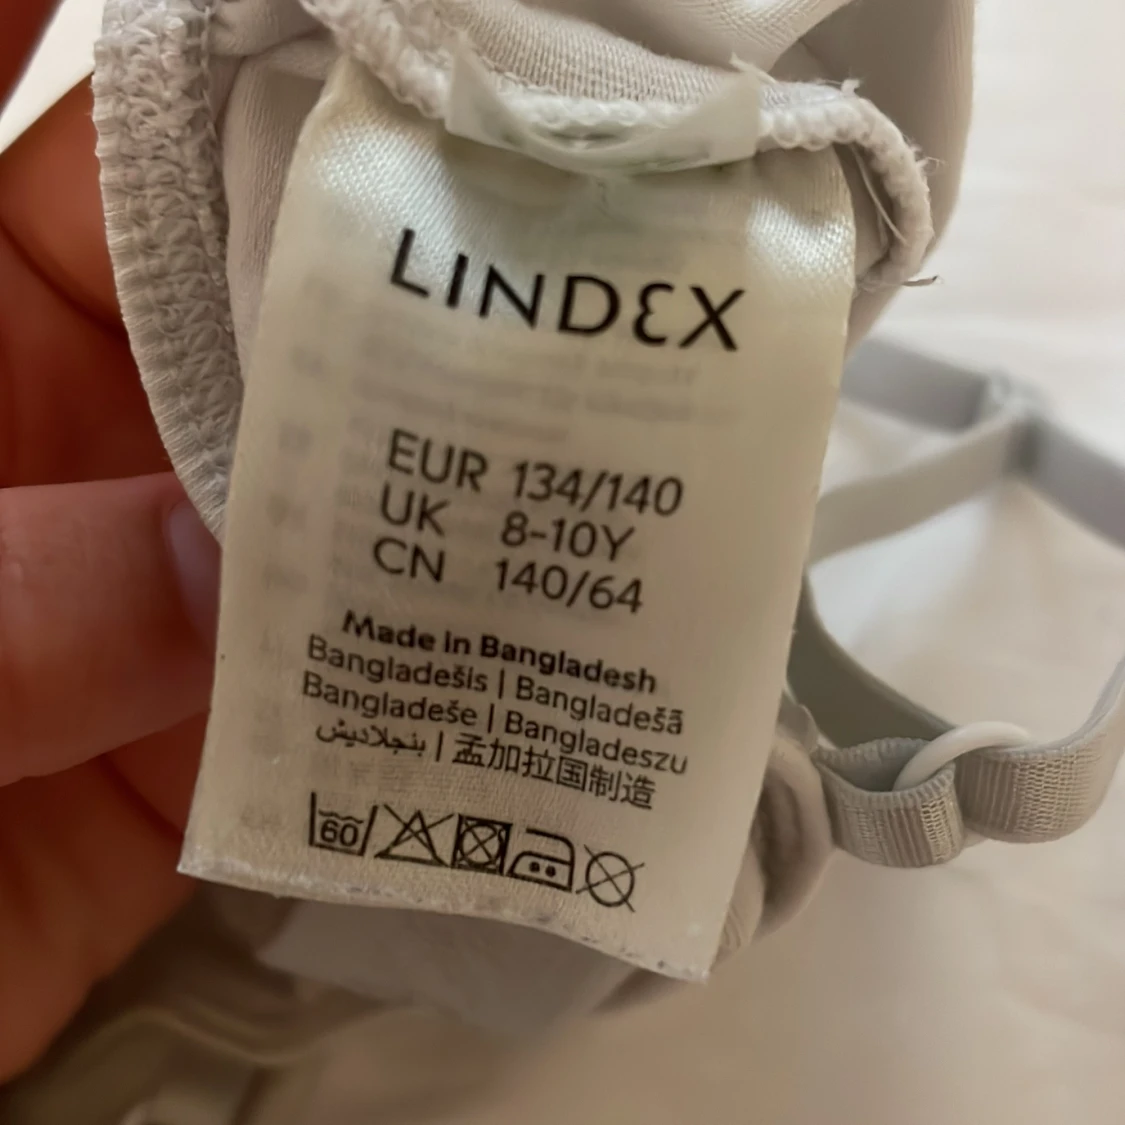 LINDEX
EUR 134/140
UK 8-10Y
CN 140/64
Made in Bangladesh
Bangladešis | Bangladešā
Bangladeše | Bangladeszu
بنجلاديش | 孟加拉国制造
60